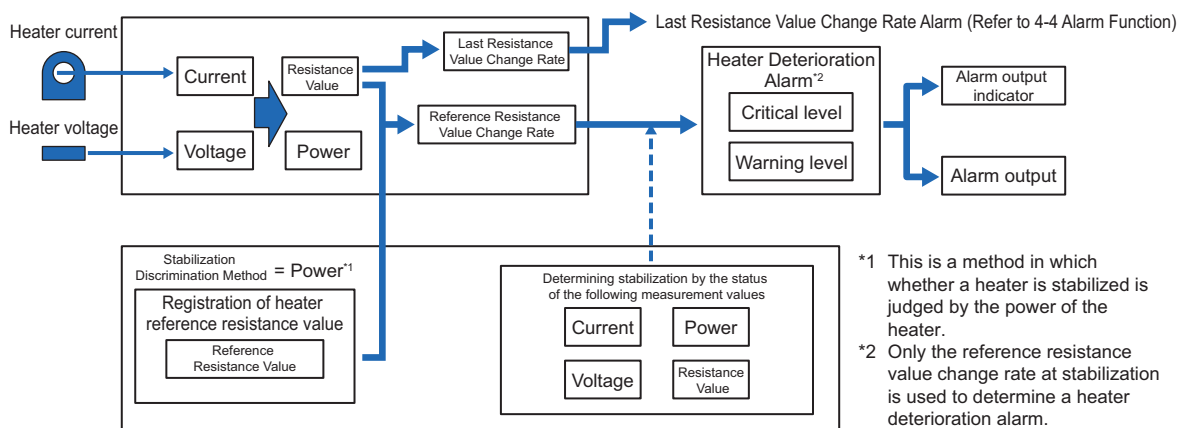 Last Resistance Value Change Rate Alarm (Refer to 4-4 Alarm Function)
Heater current
Current
Resistance
Value
Last Resistance
Value Change Rate
Heater Deterioration
Alarm*2
Critical level
Warning level
Alarm output
indicator
Alarm output
Heater voltage
Voltage
Power
Reference Resistance
Value Change Rate
Stabilization
Discrimination Method = Power*1
Registration of heater
reference resistance value
Reference
Resistance Value
Determining stabilization by the status
of the following measurement values
Current
Power
Voltage
Resistance
Value
*1 This is a method in which
whether a heater is stabilized is
judged by the power of the
heater.
*2 Only the reference resistance
value change rate at stabilization
is used to determine a heater
deterioration alarm.